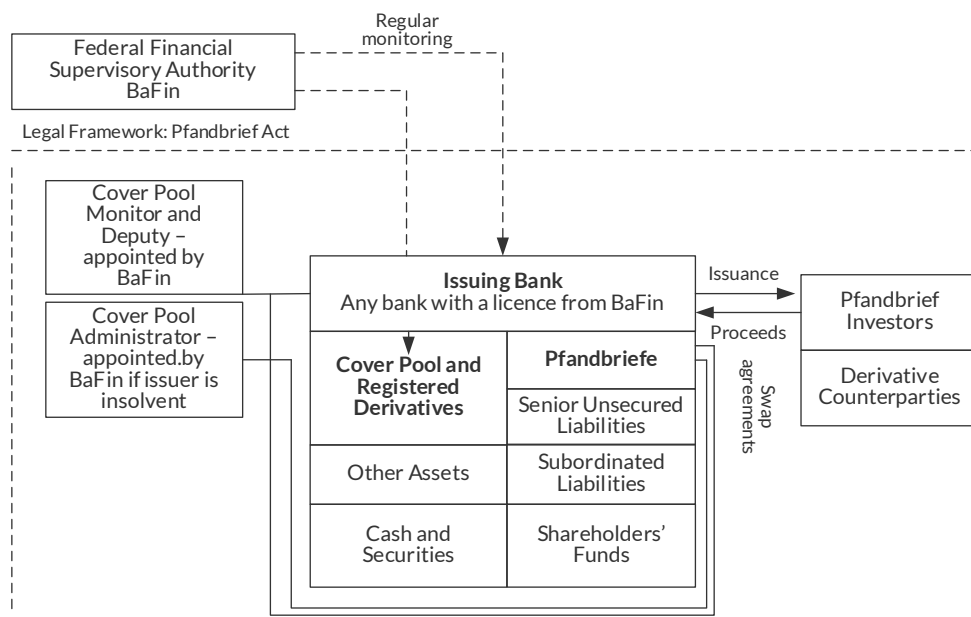 Regular
monitoring
Federal Financial
Supervisory Authority
BaFin
Legal Framework: Pfandbrief Act
Cover Pool
Monitor and
Deputy –
appointed by
BaFin
Cover Pool
Administrator –
appointed.by
BaFin if issuer is
insolvent
Issuing Bank
Any bank with a licence from BaFin
Cover Pool and
Registered
Derivatives
Other Assets
Cash and
Securities
Pfandbriefe
Senior Unsecured
Liabilities
Subordinated
Liabilities
Shareholders’
Funds
Issuance
Proceeds
Swap
agreements
Pfandbrief
Investors
Derivative
Counterparties